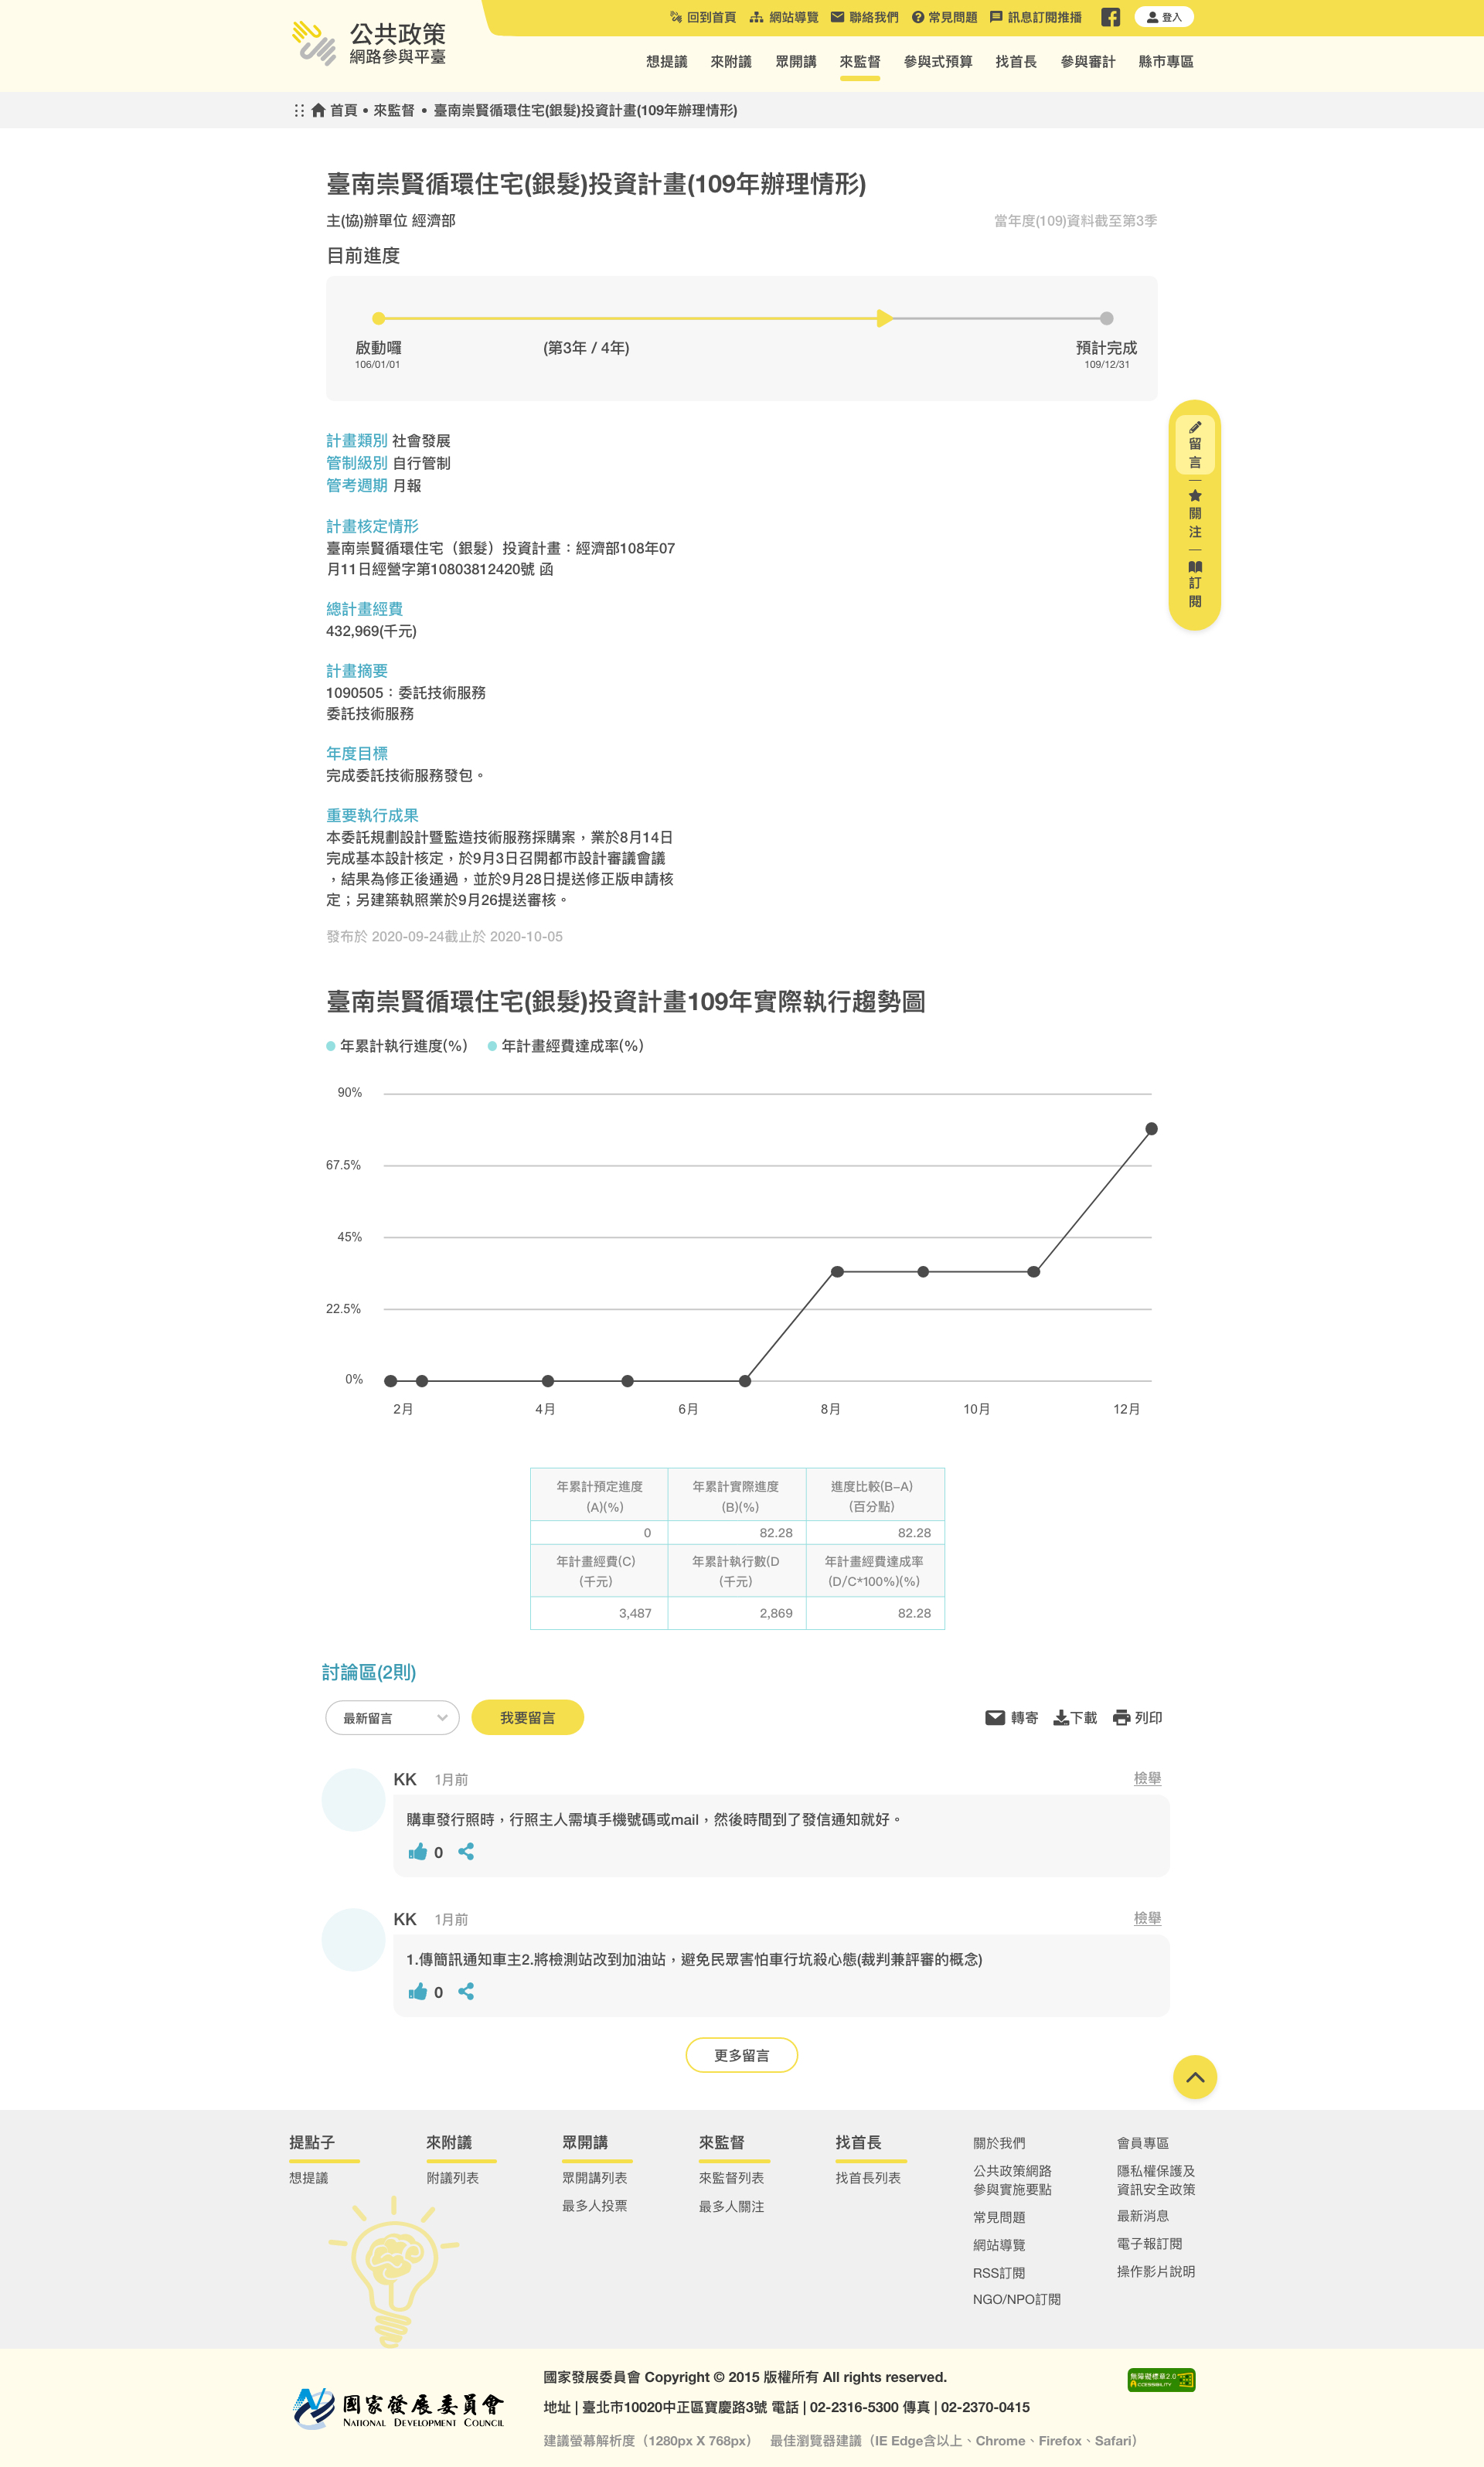 公共政策
網路參與平臺
回到首頁 網站導覽 聯絡我們 常見問題 訊息訂閱推播 登入
想提議 來附議 眾開講 來監督 參與式預算 找首長 參與審計 縣市專區
首頁 • 來監督 • 臺南崇賢循環住宅(銀髮)投資計畫(109年辦理情形)
臺南崇賢循環住宅(銀髮)投資計畫(109年辦理情形)
主(協)辦單位 經濟部
當年度(109)資料截至第3季
目前進度
啟動囉 (第3年 / 4年) 預計完成
106/01/01 109/12/31
計畫類別 社會發展
管制級別 自行管制
管考週期 月報
計畫核定情形
臺南崇賢循環住宅（銀髮）投資計畫：經濟部108年07
月11日經營字第10803812420號 函
總計畫經費
432,969(千元)
計畫摘要
1090505：委託技術服務
委託技術服務
年度目標
完成委託技術服務發包。
重要執行成果
本委託規劃設計暨監造技術服務採購案，業於8月14日
完成基本設計核定，於9月3日召開都市設計審議會議
，結果為修正後通過，並於9月28日提送修正版申請核
定；另建築執照業於9月26提送審核。
發布於 2020-09-24截止於 2020-10-05
留言
關注
訂閱
臺南崇賢循環住宅(銀髮)投資計畫109年實際執行趨勢圖
年累計執行進度(%) 年計畫經費達成率(%)
90%
67.5%
45%
22.5%
0%
2月 4月 6月 8月 10月 12月
年累計預定進度 年累計實際進度 進度比較(B–A)
(A)(%) (B)(%) (百分點)
0 82.28 82.28
年計畫經費(C) 年累計執行數(D 年計畫經費達成率
(千元) (千元) (D/C*100%)(%)
3,487 2,869 82.28
討論區(2則)
最新留言 我要留言 轉寄 下載 列印
KK 1月前 檢舉
購車發行照時，行照主人需填手機號碼或mail，然後時間到了發信通知就好。
0
KK 1月前 檢舉
1.傳簡訊通知車主2.將檢測站改到加油站，避免民眾害怕車行坑殺心態(裁判兼評審的概念)
0
更多留言
提點子
想提議
來附議
附議列表
眾開講
眾開講列表
最多人投票
來監督
來監督列表
最多人關注
找首長
找首長列表
關於我們
公共政策網路
參與實施要點
常見問題
網站導覽
RSS訂閱
NGO/NPO訂閱
會員專區
隱私權保護及
資訊安全政策
最新消息
電子報訂閱
操作影片說明
國家發展委員會
NATIONAL DEVELOPMENT COUNCIL
國家發展委員會 Copyright © 2015 版權所有 All rights reserved.
地址 | 臺北市10020中正區寶慶路3號 電話 | 02-2316-5300 傳真 | 02-2370-0415
建議螢幕解析度（1280px X 768px） 最佳瀏覽器建議（IE Edge含以上、Chrome、Firefox、Safari）
無障礙標章2.0
ACCESSIBILITY